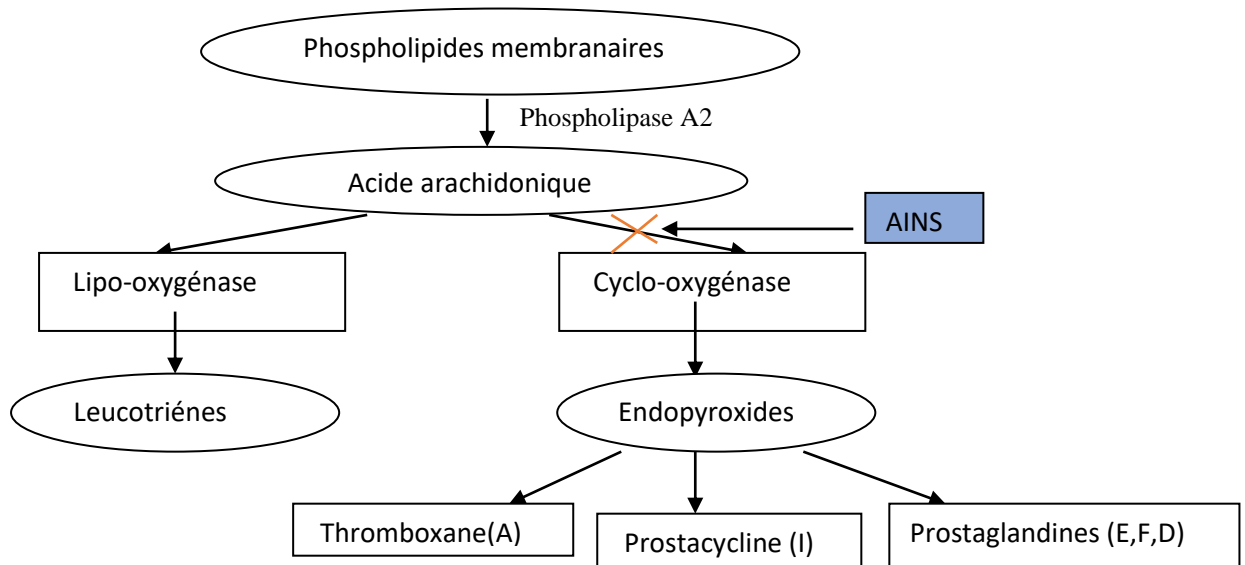 Phospholipides membranaires
Phospholipase A2
Acide arachidonique
AINS
Lipo-oxygénase
Cyclo-oxygénase
Leucotriénes
Endopyroxides
Thromboxane(A)
Prostacycline (I)
Prostaglandines (E,F,D)